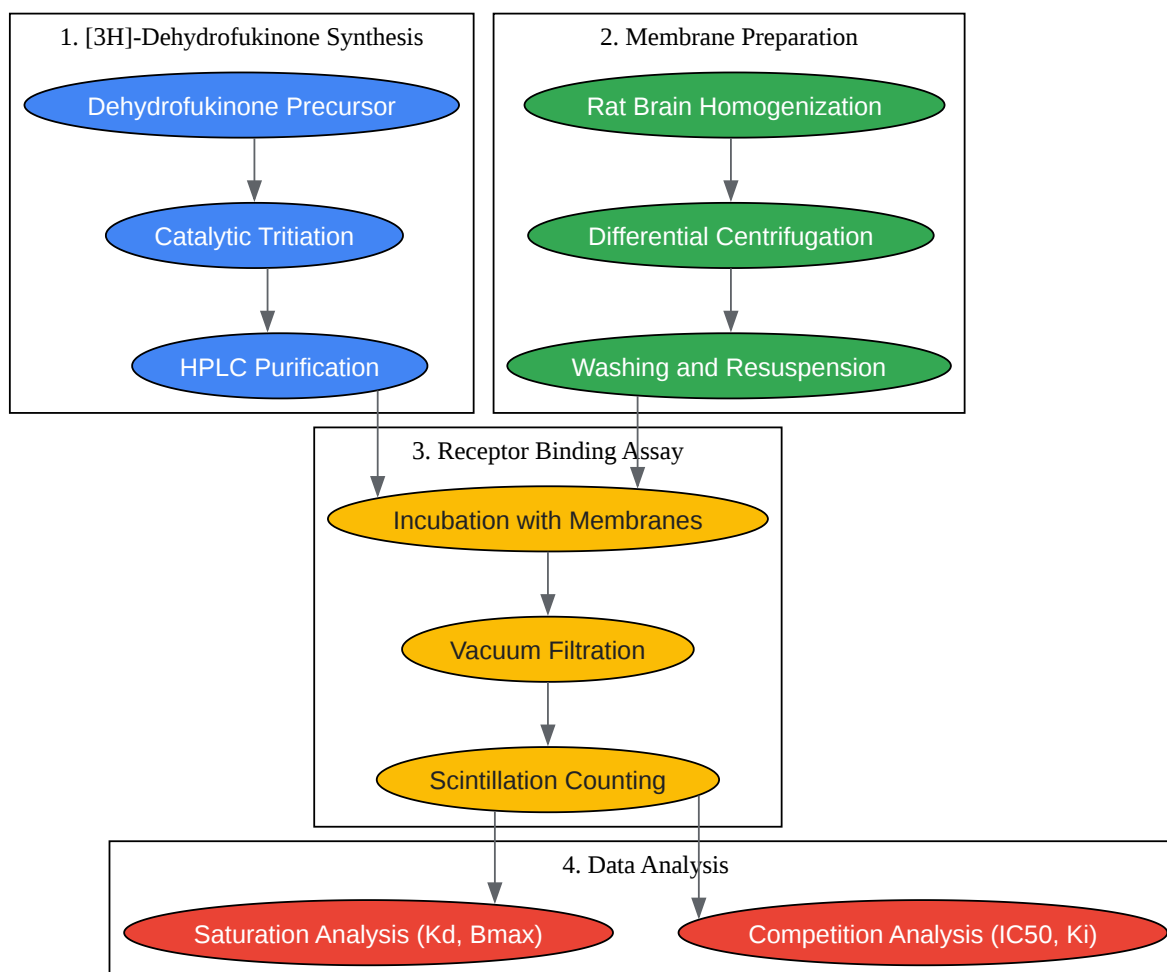 1. [3H]-Dehydrofukinone Synthesis
Dehydrofukinone Precursor
Catalytic Tritiation
HPLC Purification
2. Membrane Preparation
Rat Brain Homogenization
Differential Centrifugation
Washing and Resuspension
3. Receptor Binding Assay
Incubation with Membranes
Vacuum Filtration
Scintillation Counting
4. Data Analysis
Saturation Analysis (Kd, Bmax)
Competition Analysis (IC50, Ki)